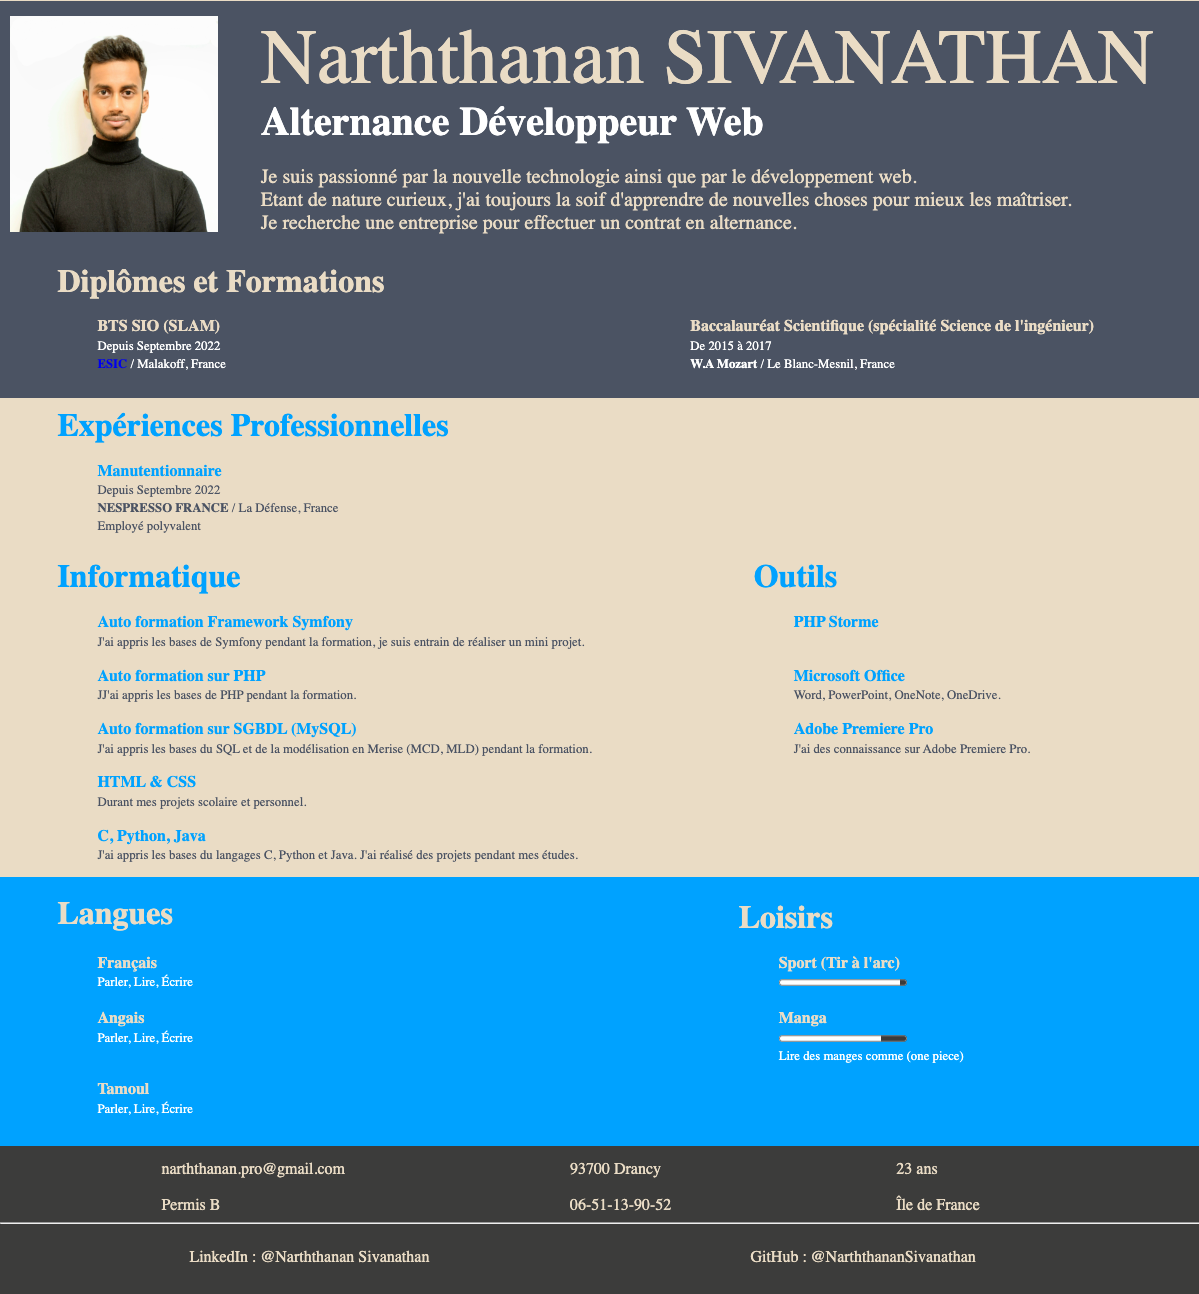 Narththanan SIVANATHAN
Alternance Développeur Web
Je suis passionné par la nouvelle technologie ainsi que par le développement web.
Etant de nature curieux, j'ai toujours la soif d'apprendre de nouvelles choses pour mieux les maîtriser.
Je recherche une entreprise pour effectuer un contrat en alternance.
Diplômes et Formations
BTS SIO (SLAM)
Depuis Septembre 2022
ESIC / Malakoff, France
Baccalauréat Scientifique (spécialité Science de l'ingénieur)
De 2015 à 2017
W.A Mozart / Le Blanc-Mesnil, France
Expériences Professionnelles
Manutentionnaire
Depuis Septembre 2022
NESPRESSO FRANCE / La Défense, France
Employé polyvalent
Informatique
Auto formation Framework Symfony
J'ai appris les bases de Symfony pendant la formation, je suis entrain de réaliser un mini projet.
Auto formation sur PHP
JJ'ai appris les bases de PHP pendant la formation.
Auto formation sur SGBDL (MySQL)
J'ai appris les bases du SQL et de la modélisation en Merise (MCD, MLD) pendant la formation.
HTML & CSS
Durant mes projets scolaire et personnel.
C, Python, Java
J'ai appris les bases du langages C, Python et Java. J'ai réalisé des projets pendant mes études.
Outils
PHP Storme
Microsoft Office
Word, PowerPoint, OneNote, OneDrive.
Adobe Premiere Pro
J'ai des connaissance sur Adobe Premiere Pro.
Langues
Français
Parler, Lire, Écrire
Angais
Parler, Lire, Écrire
Tamoul
Parler, Lire, Écrire
Loisirs
Sport (Tir à l'arc)
Manga
Lire des manges comme (one piece)
narththanan.pro@gmail.com
93700 Drancy
23 ans
Permis B
06-51-13-90-52
Île de France
LinkedIn : @Narththanan Sivanathan
GitHub : @NarththananSivanathan